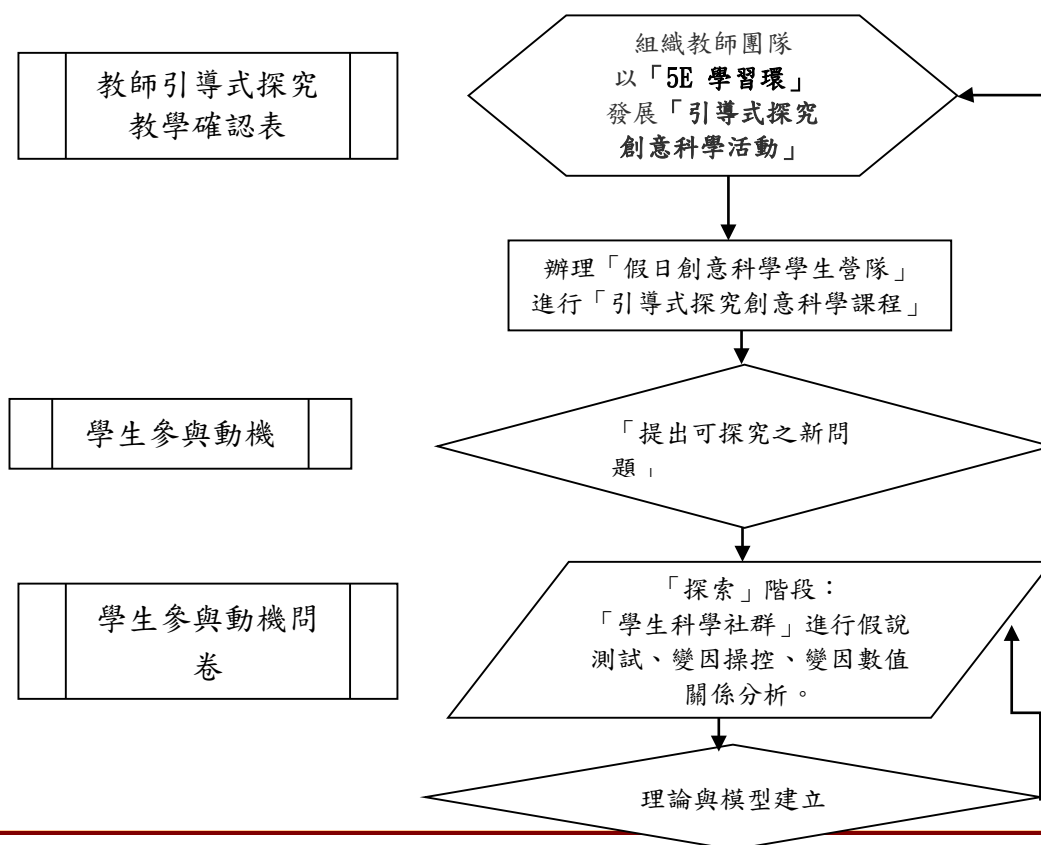 教師引導式探究
教學確認表
組織教師團隊
以「5E 學習環」
發展「引導式探究
創意科學活動」
辦理「假日創意科學學生營隊」
進行「引導式探究創意科學課程」
學生參與動機
「提出可探究之新問
題」
學生參與動機問
卷
「探索」階段：
「學生科學社群」進行假說
測試、變因操控、變因數值
關係分析。
理論與模型建立